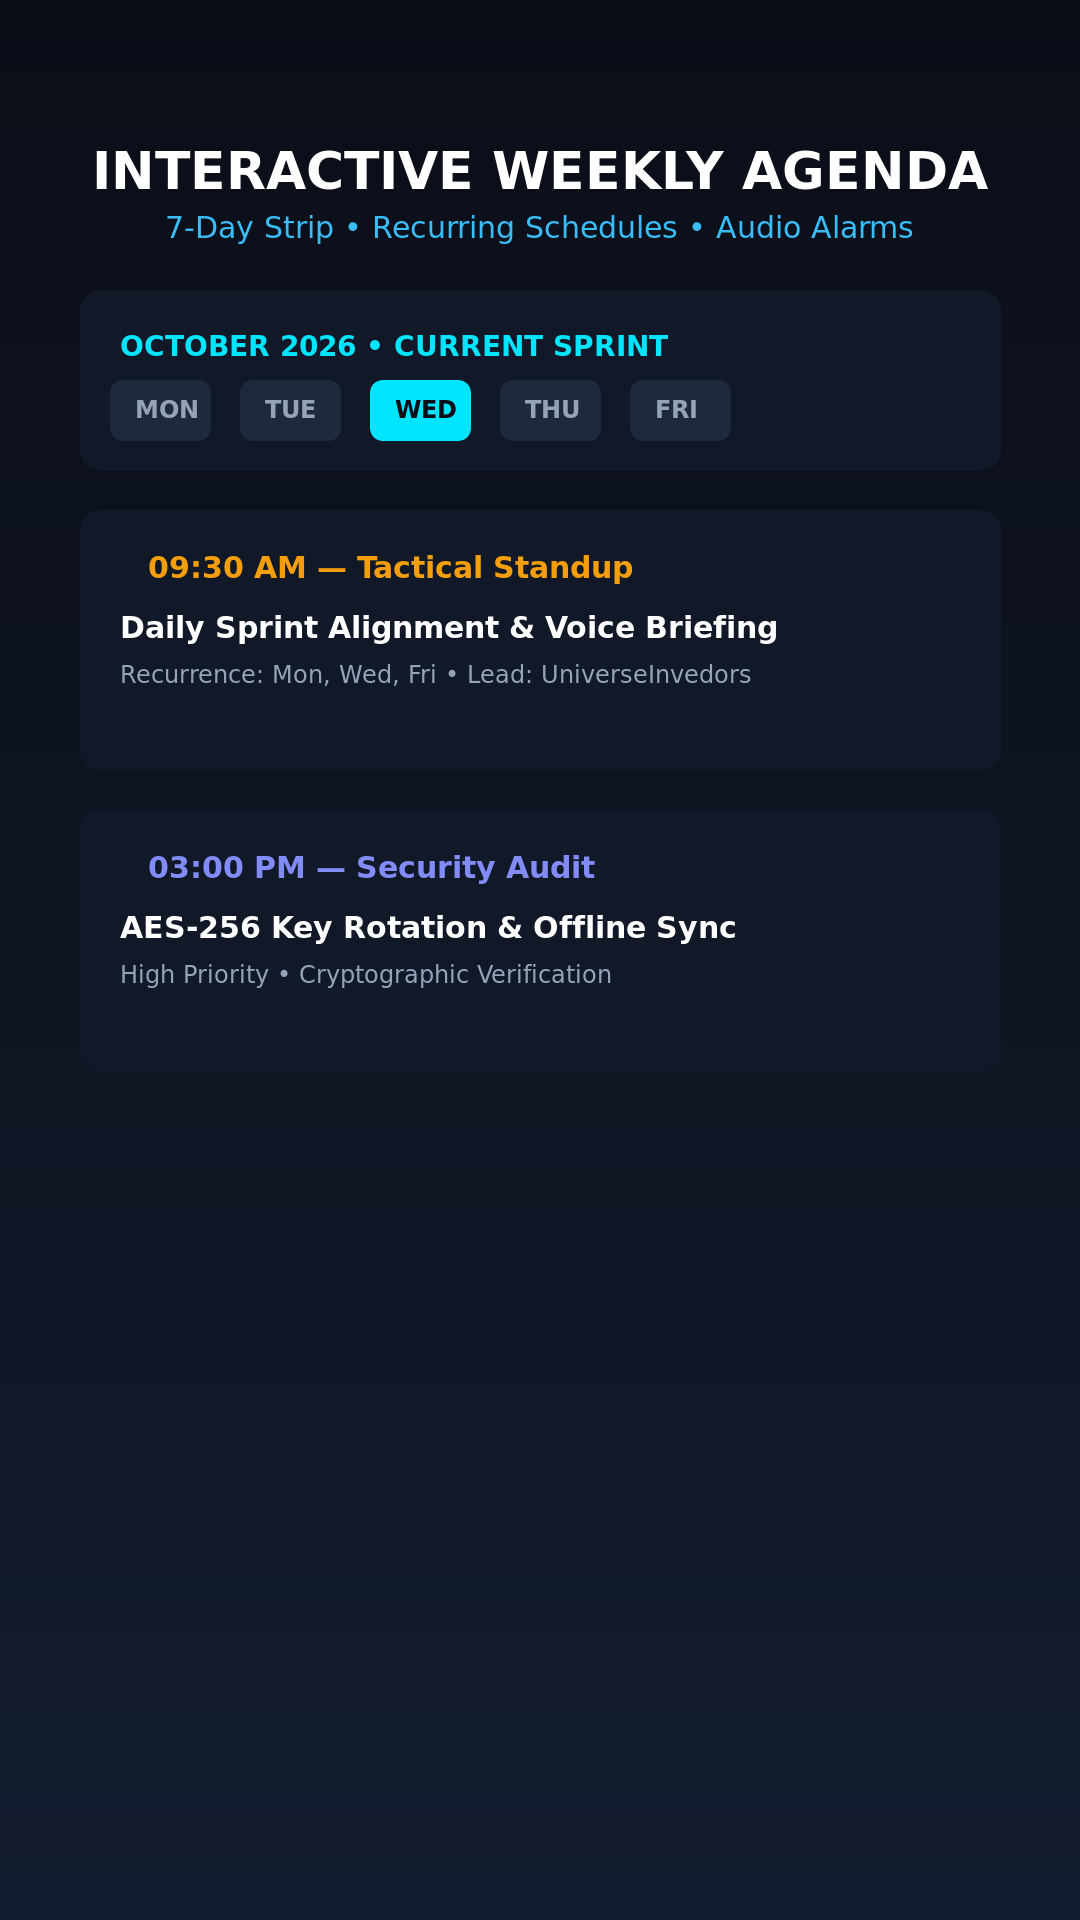 INTERACTIVE WEEKLY AGENDA
7-Day Strip • Recurring Schedules • Audio Alarms
OCTOBER 2026 • CURRENT SPRINT
MON TUE WED THU FRI
09:30 AM — Tactical Standup
Daily Sprint Alignment & Voice Briefing
Recurrence: Mon, Wed, Fri • Lead: UniverseInvedors
03:00 PM — Security Audit
AES-256 Key Rotation & Offline Sync
High Priority • Cryptographic Verification